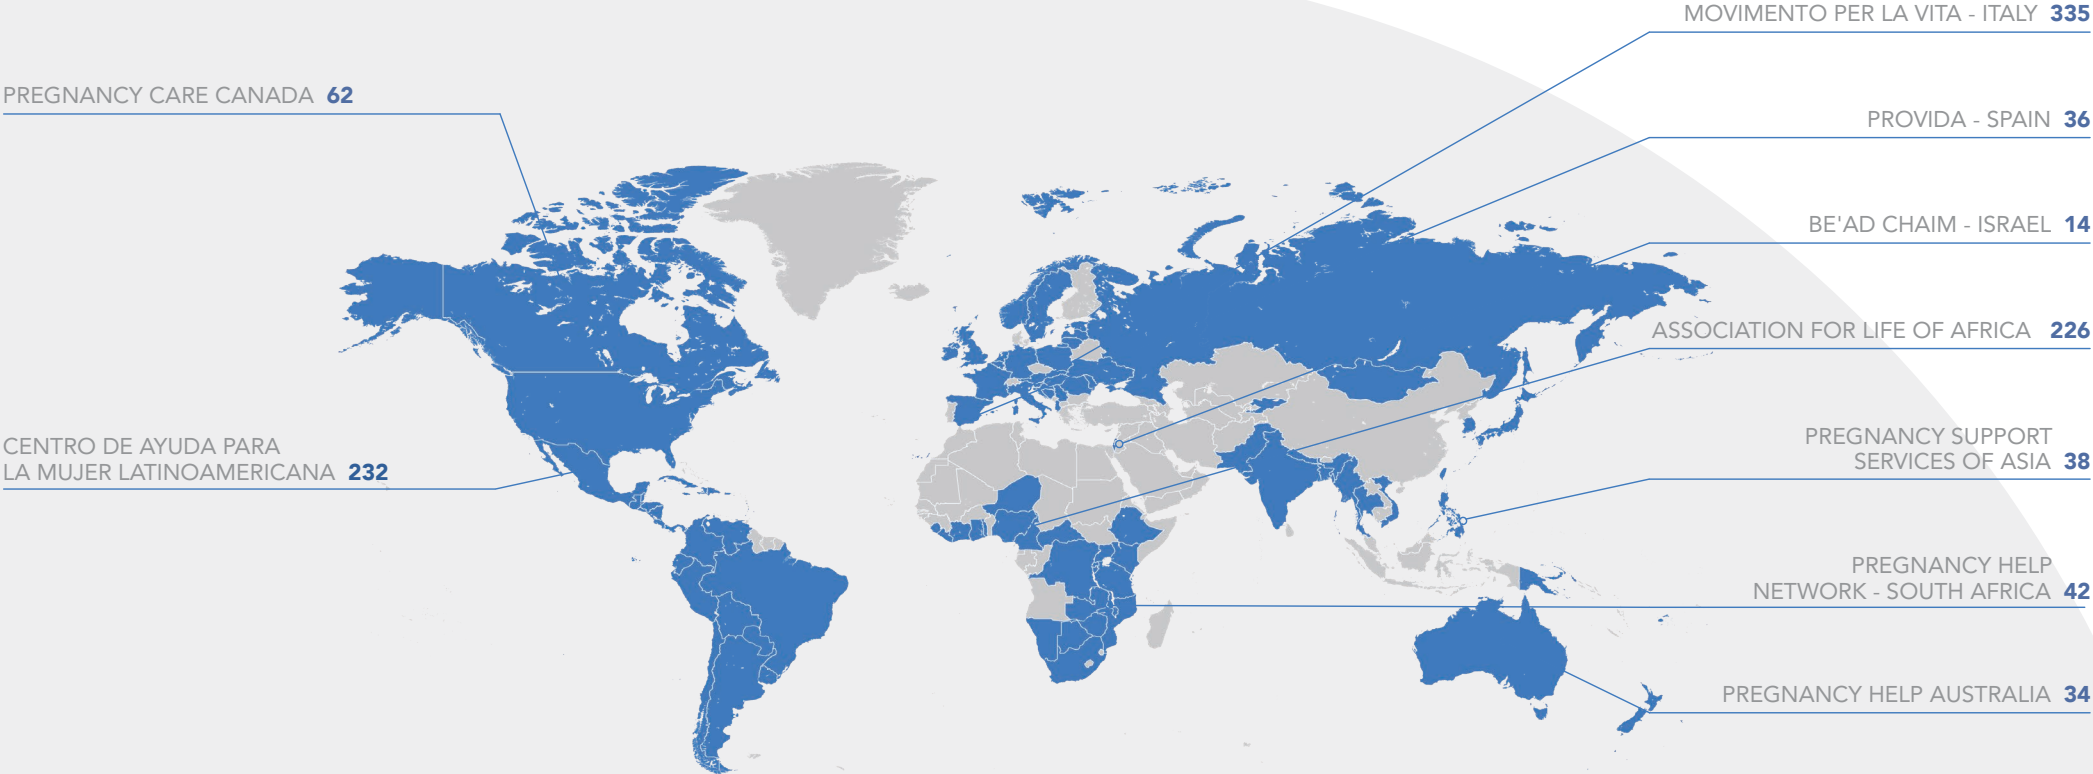 MOVIMENTO PER LA VITA - ITALY 335
PREGNANCY CARE CANADA 62
PROVIDA - SPAIN 36
BE'AD CHAIM - ISRAEL 14
ASSOCIATION FOR LIFE OF AFRICA 226
CENTRO DE AYUDA PARA
LA MUJER LATINOAMERICANA 232
PREGNANCY SUPPORT
SERVICES OF ASIA 38
PREGNANCY HELP
NETWORK - SOUTH AFRICA 42
PREGNANCY HELP AUSTRALIA 34